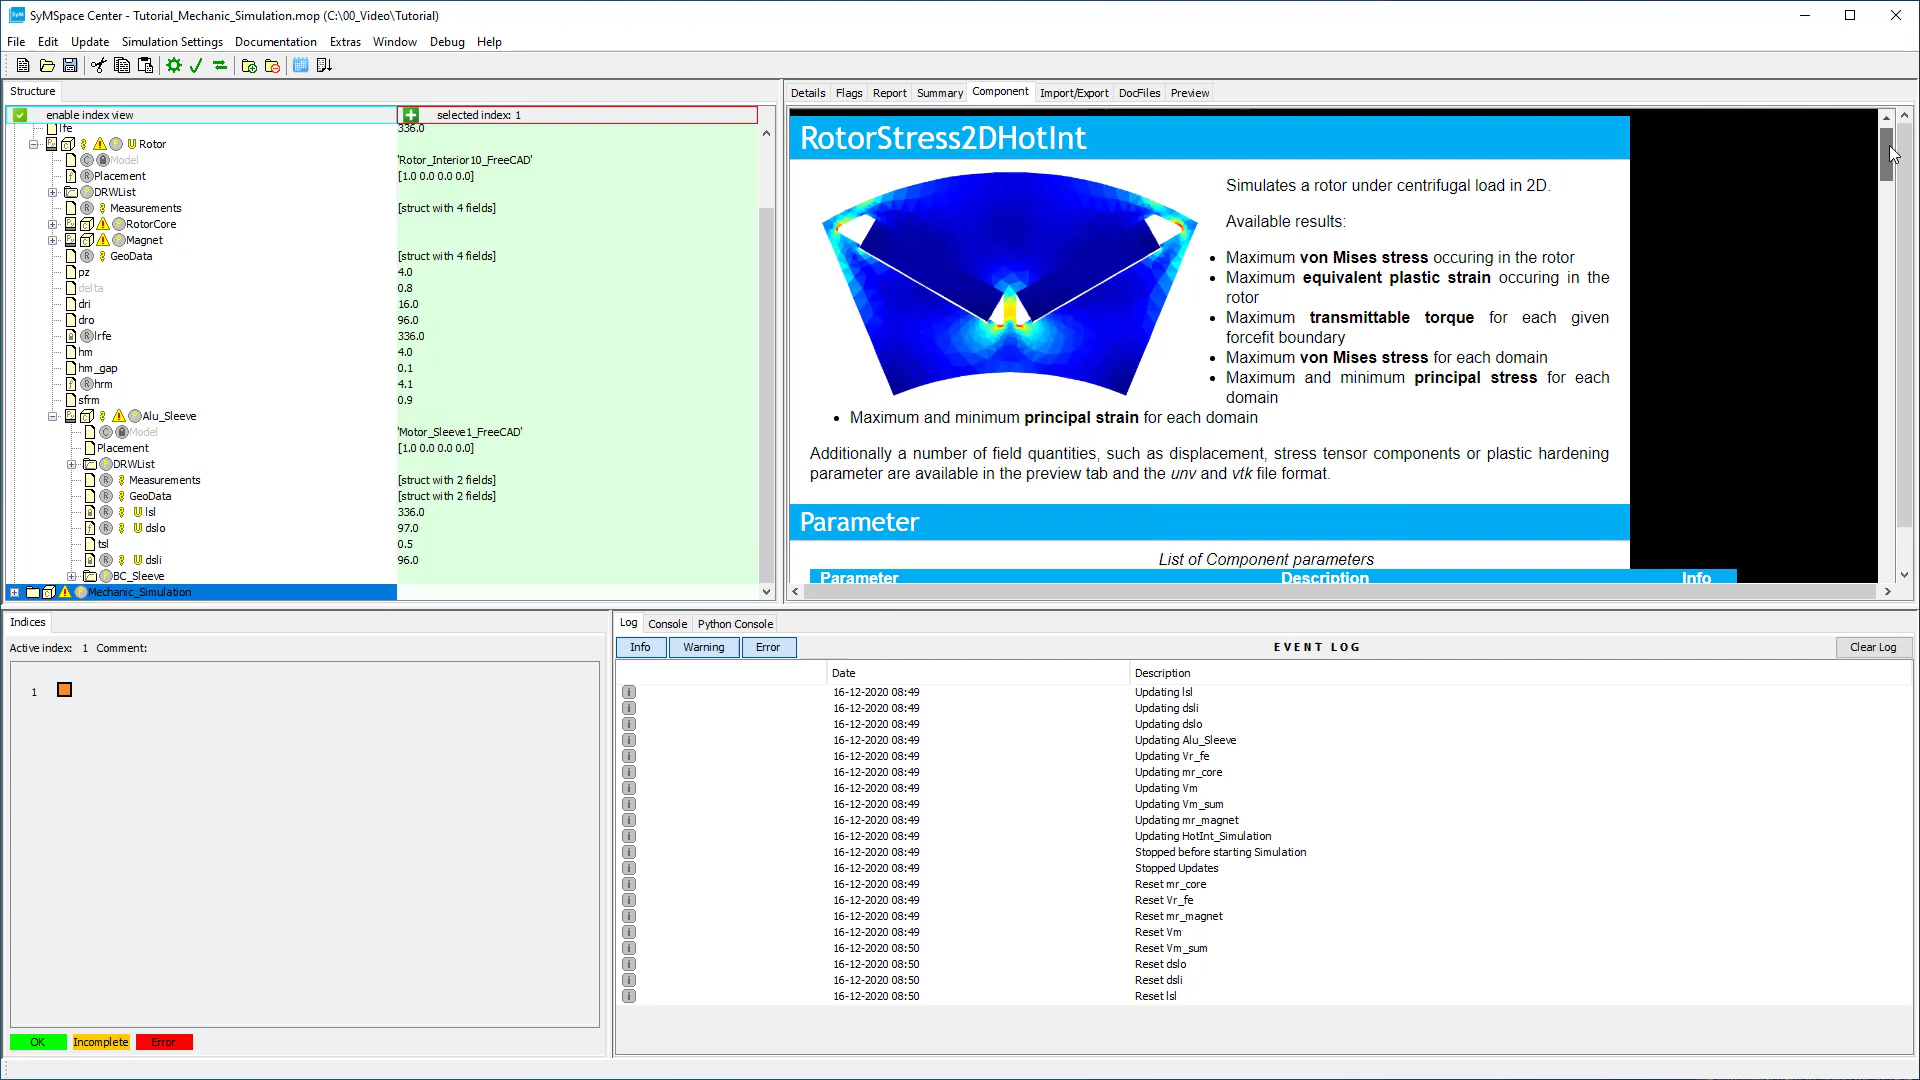 SyMSpace Center - Tutorial_Mechanic_Simulation.mop (C:\00_Video\Tutorial)
File Edit Update Simulation Settings Documentation Extras Window Debug Help
Structure
enable index view selected index: 1
lfe 336.0
Rotor
Model 'Rotor_Interior10_FreeCAD'
Placement [1.0 0.0 0.0 0.0]
DRWList
Measurements [struct with 4 fields]
RotorCore
Magnet
GeoData [struct with 4 fields]
pz 4.0
delta 0.8
dri 16.0
dro 96.0
lrfe 336.0
hm 4.0
hm_gap 0.1
hrm 4.1
sfrm 0.9
Alu_Sleeve
Model 'Motor_Sleeve1_FreeCAD'
Placement [1.0 0.0 0.0 0.0]
DRWList
Measurements [struct with 2 fields]
GeoData [struct with 2 fields]
lsl 336.0
dslo 97.0
tsl 0.5
dsli 96.0
BC_Sleeve
Mechanic_Simulation
Details Flags Report Summary Component Import/Export DocFiles Preview
RotorStress2DHotInt
Simulates a rotor under centrifugal load in 2D.
Available results:
Maximum von Mises stress occuring in the rotor
Maximum equivalent plastic strain occuring in the
rotor
Maximum transmittable torque for each given
forcefit boundary
Maximum von Mises stress for each domain
Maximum and minimum principal stress for each
domain
Maximum and minimum principal strain for each domain
Additionally a number of field quantities, such as displacement, stress tensor components or plastic hardening
parameter are available in the preview tab and the unv and vtk file format.
Parameter
List of Component parameters
Parameter Description Info
Indices
Active index: 1 Comment:
1
OK Incomplete Error
Log Console Python Console
Info Warning Error EVENT LOG Clear Log
Date Description
16-12-2020 08:49 Updating lsl
16-12-2020 08:49 Updating dsli
16-12-2020 08:49 Updating dslo
16-12-2020 08:49 Updating Alu_Sleeve
16-12-2020 08:49 Updating Vr_fe
16-12-2020 08:49 Updating mr_core
16-12-2020 08:49 Updating Vm
16-12-2020 08:49 Updating Vm_sum
16-12-2020 08:49 Updating mr_magnet
16-12-2020 08:49 Updating HotInt_Simulation
16-12-2020 08:49 Stopped before starting Simulation
16-12-2020 08:49 Stopped Updates
16-12-2020 08:49 Reset mr_core
16-12-2020 08:49 Reset Vr_fe
16-12-2020 08:49 Reset mr_magnet
16-12-2020 08:49 Reset Vm
16-12-2020 08:50 Reset Vm_sum
16-12-2020 08:50 Reset dslo
16-12-2020 08:50 Reset dsli
16-12-2020 08:50 Reset lsl